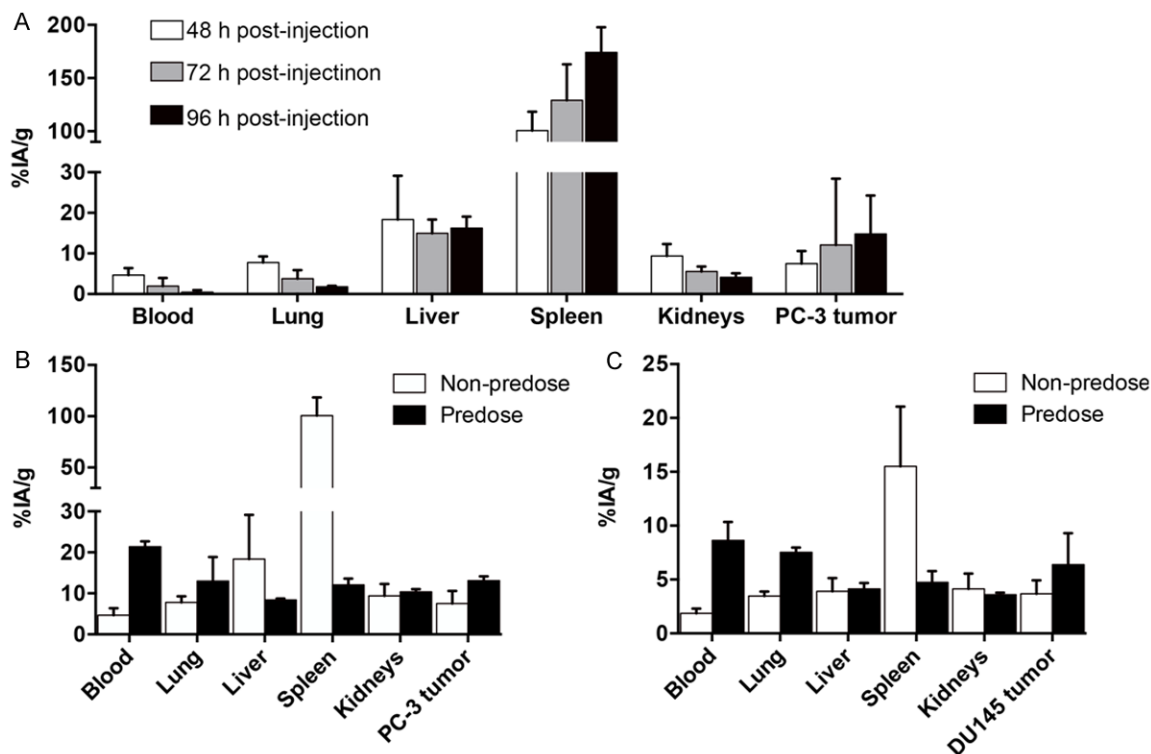 A
200
150
100
30
20
10
0
%IA/g
48 h post-injection
72 h post-injectinon
96 h post-injection
Blood Lung Liver Spleen Kidneys PC-3 tumor
B
150
100
50
30
20
10
0
%IA/g
Non-predose
Predose
Blood Lung Liver Spleen Kidneys PC-3 tumor
C
25
20
15
10
5
0
%IA/g
Non-predose
Predose
Blood Lung Liver Spleen Kidneys DU145 tumor